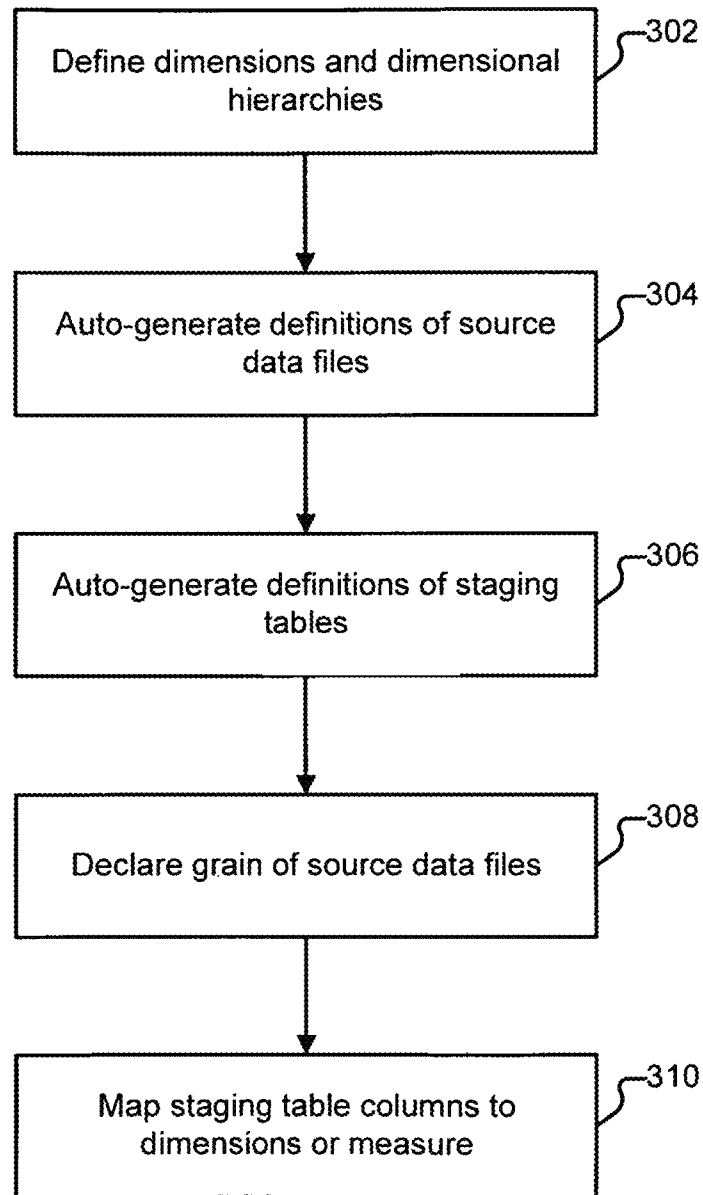 Define dimensions and dimensional
hierarchies
302
Auto-generate definitions of source
data files
304
Auto-generate definitions of staging
tables
306
Declare grain of source data files
308
Map staging table columns to
dimensions or measure
310